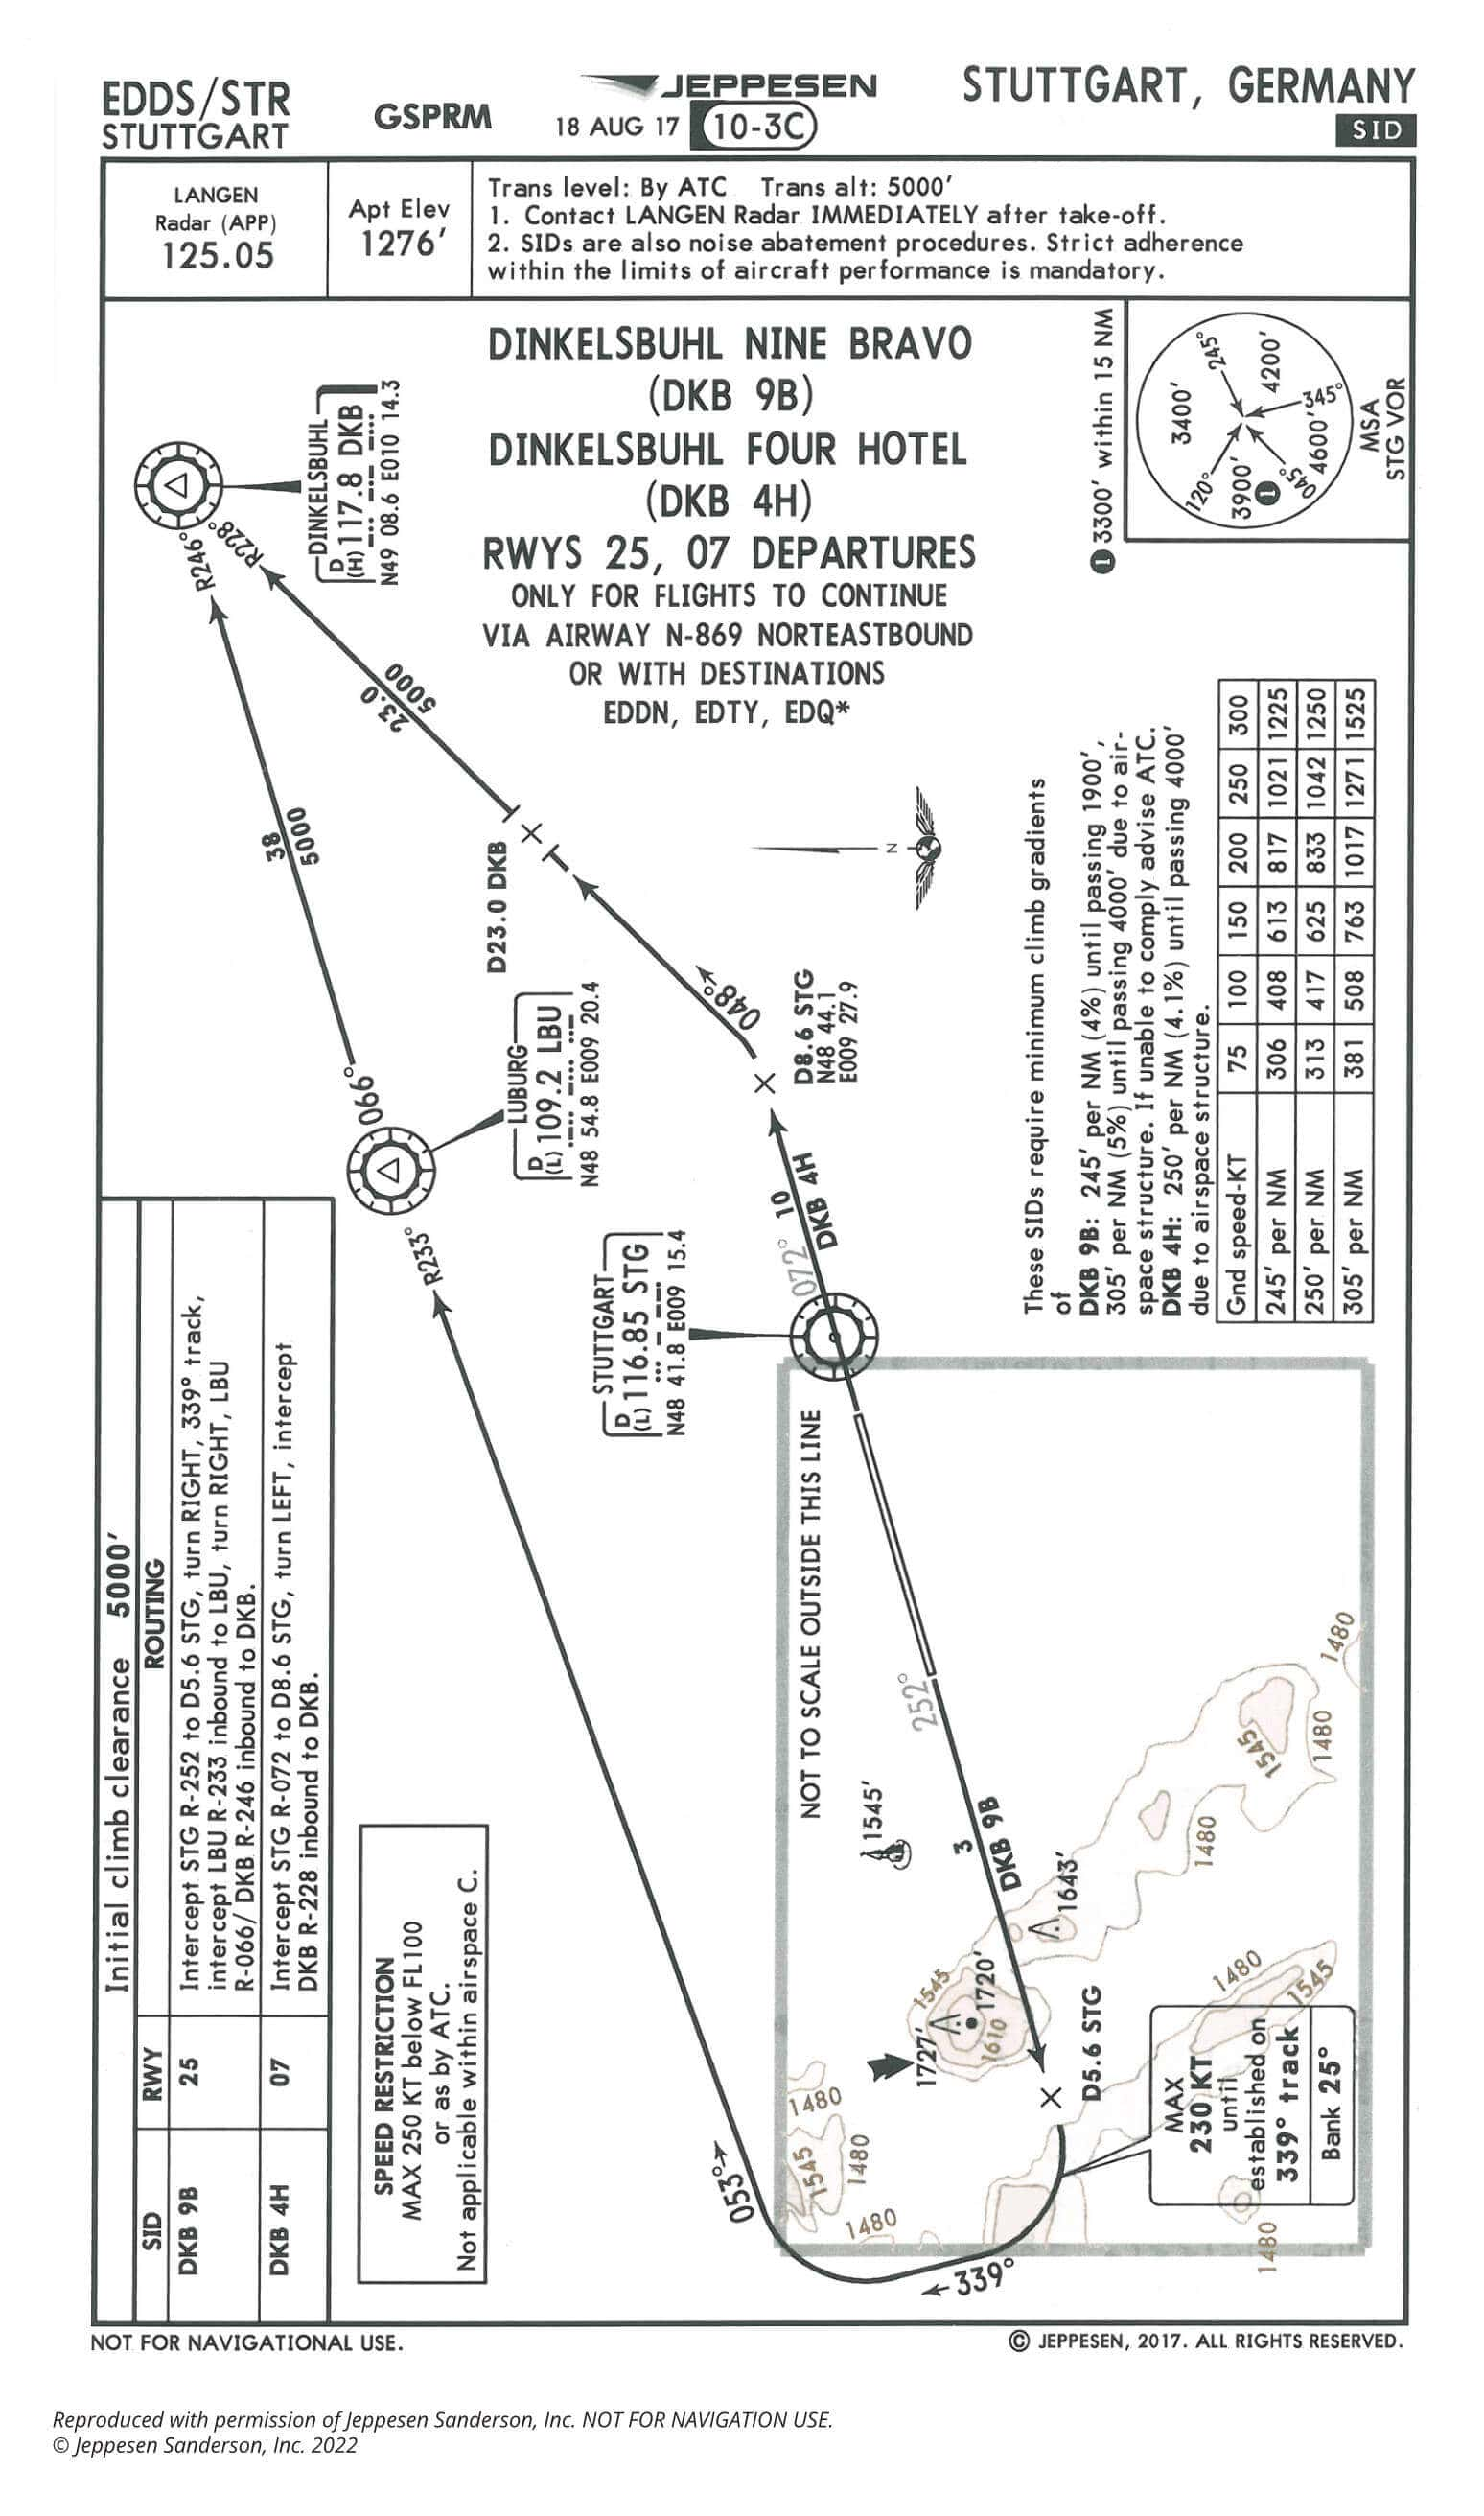 EDDS/STR
STUTTGART
GSPRM
JEPPESEN
18 AUG 17
10-3C
STUTTGART, GERMANY
SID
LANGEN
Radar (APP)
125.05
Apt Elev
1276'
Trans level: By ATC Trans alt: 5000'
1. Contact LANGEN Radar IMMEDIATELY after take-off.
2. SIDs are also noise abatement procedures. Strict adherence
within the limits of aircraft performance is mandatory.
DINKELSBUHL NINE BRAVO
(DKB 9B)
DINKELSBUHL FOUR HOTEL
(DKB 4H)
RWYS 25, 07 DEPARTURES
ONLY FOR FLIGHTS TO CONTINUE
VIA AIRWAY N-869 NORTEASTBOUND
OR WITH DESTINATIONS
EDDN, EDTY, EDQ*
1 3300' within 15 NM
3400'
245°
4200'
345°
4600'
045°
3900'
1
120°
MSA
STG VOR
DINKELSBUHL
D
(H) 117.8 DKB
N49 08.6 E010 14.3
R246°
R228°
23.0
5000
38
5000
D23.0 DKB
N
066°
LUBURG
D
(L) 109.2 LBU
N48 54.8 E009 20.4
R233°
048°
D8.6 STG
N48 44.1
E009 27.9
10
DKB 4H
072°
STUTTGART
D
(L) 116.85 STG
N48 41.8 E009 15.4
These SIDs require minimum climb gradients
of
DKB 9B: 245' per NM (4%) until passing 1900',
305' per NM (5%) until passing 4000' due to air-
space structure. If unable to comply advise ATC.
DKB 4H: 250' per NM (4.1%) until passing 4000'
due to airspace structure.
Gnd speed-KT 75 100 150 200 250 300
245' per NM 306 408 613 817 1021 1225
250' per NM 313 417 625 833 1042 1250
305' per NM 381 508 763 1017 1271 1525
Initial climb clearance 5000'
SID RWY ROUTING
DKB 9B 25 Intercept STG R-252 to D5.6 STG, turn RIGHT, 339° track,
intercept LBU R-233 inbound to LBU, turn RIGHT, LBU
R-066/ DKB R-246 inbound to DKB.
DKB 4H 07 Intercept STG R-072 to D8.6 STG, turn LEFT, intercept
DKB R-228 inbound to DKB.
SPEED RESTRICTION
MAX 250 KT below FL100
or as by ATC.
Not applicable within airspace C.
NOT TO SCALE OUTSIDE THIS LINE
252°
1545'
3
DKB 9B
1643'
1480
1480
1545
1480
1545
1720'
1610
1727'
1480
1545
D5.6 STG
1480
1545
1480
1480
1480
MAX
230 KT
until
established on
339° track
Bank 25°
053°
339°
NOT FOR NAVIGATIONAL USE.
© JEPPESEN, 2017. ALL RIGHTS RESERVED.
Reproduced with permission of Jeppesen Sanderson, Inc. NOT FOR NAVIGATION USE.
© Jeppesen Sanderson, Inc. 2022